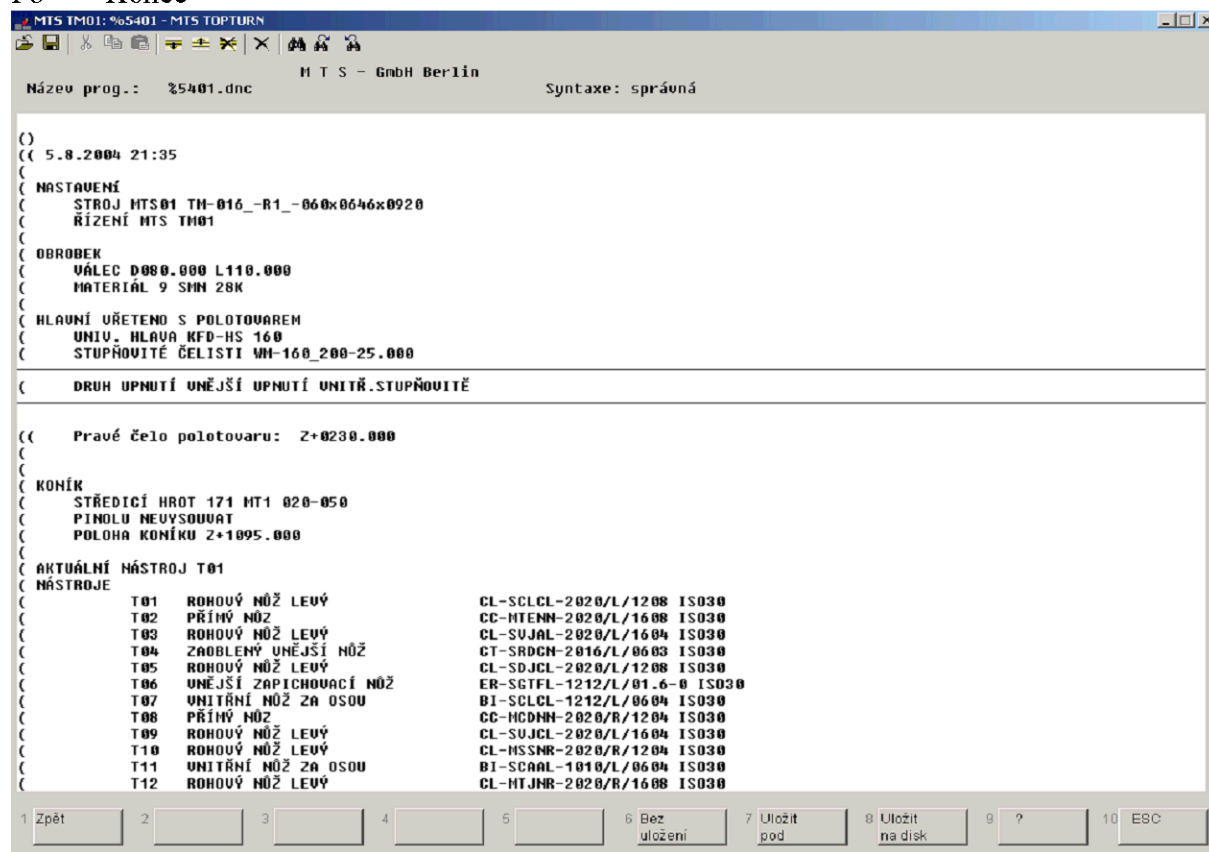 MTS TM01: %5401 - MTS TOPTURN
M T S - GmbH Berlin
Název prog.: %5401.dnc Syntaxe: správná
()
(( 5.8.2004 21:35
(
( NASTAVENÍ
( STROJ MTS01 TM-016_-R1_-060x0646x0920
( ŘÍZENÍ MTS TM01
(
( OBROBEK
( VÁLEC D080.000 L110.000
( MATERIÁL 9 SMN 28K
(
( HLAVNÍ VŘETENO S POLOTOVAREM
( UNIV. HLAVA KFD-HS 160
( STUPŇOVITÉ ČELISTI WM-160_200-25.000
( DRUH UPNUTÍ VNĚJŠÍ UPNUTÍ VNITŘ.STUPŇOVITĚ
(( Pravé čelo polotovaru: Z+0230.000
(
(
( KONÍK
( STŘEDICÍ HROT 171 MT1 020-050
( PINOLU NEVYSOUVAT
( POLOHA KONÍKU Z+1095.000
(
( AKTUÁLNÍ NÁSTROJ T01
( NÁSTROJE
( T01 ROHOVÝ NŮŽ LEVÝ CL-SCLCL-2020/L/1208 ISO30
( T02 PŘÍMÝ NŮZ CC-MTENN-2020/L/1608 ISO30
( T03 ROHOVÝ NŮŽ LEVÝ CL-SVJAL-2020/L/1604 ISO30
( T04 ZAOBLENÝ VNĚJŠÍ NŮŽ CT-SRDCN-2016/L/0603 ISO30
( T05 ROHOVÝ NŮŽ LEVÝ CL-SDJCL-2020/L/1208 ISO30
( T06 VNĚJŠÍ ZAPICHOVACÍ NŮŽ ER-SGTFL-1212/L/01.6-0 ISO30
( T07 VNITŘNÍ NŮŽ ZA OSOU BI-SCLCL-1212/L/0604 ISO30
( T08 PŘÍMÝ NŮZ CC-MCDNN-2020/R/1204 ISO30
( T09 ROHOVÝ NŮŽ LEVÝ CL-SVJCL-2020/L/1604 ISO30
( T10 ROHOVÝ NŮŽ LEVÝ CL-MSSNR-2020/R/1204 ISO30
( T11 VNITŘNÍ NŮŽ ZA OSOU BI-SCAAL-1010/L/0604 ISO30
( T12 ROHOVÝ NŮŽ LEVÝ CL-MTJNR-2020/R/1608 ISO30
1 Zpět 2 3 4 5 6 Bez uložení 7 Uložit pod 8 Uložit na disk 9 ? 10 ESC